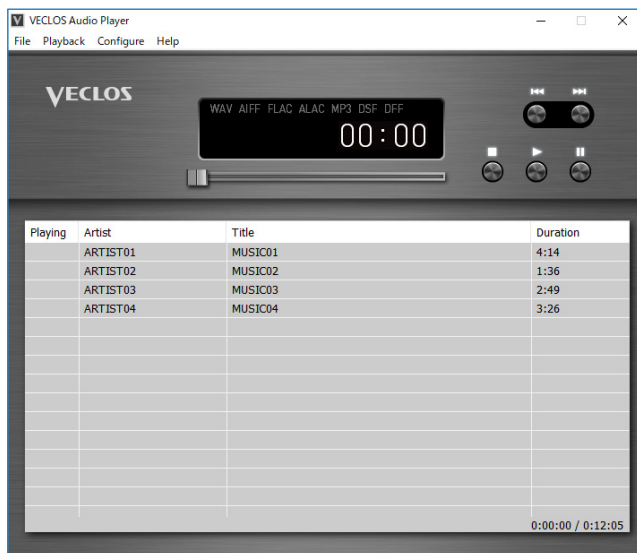 VECLOS Audio Player
File Playback Configure Help
VECLOS
WAV AIFF FLAC ALAC MP3 DSF DFF
00:00
Playing Artist Title Duration
ARTIST01 MUSIC01 4:14
ARTIST02 MUSIC02 1:36
ARTIST03 MUSIC03 2:49
ARTIST04 MUSIC04 3:26
0:00:00 / 0:12:05